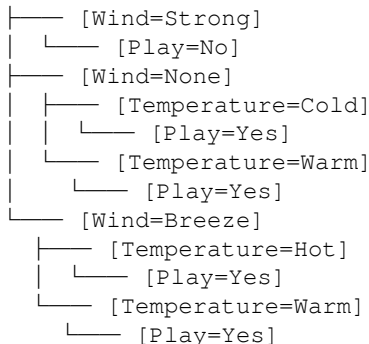 ├─── [Wind=Strong]
│  └─── [Play=No]
├─── [Wind=None]
│  ├─── [Temperature=Cold]
│  │  └─── [Play=Yes]
│  └─── [Temperature=Warm]
│     └─── [Play=Yes]
└─── [Wind=Breeze]
   ├─── [Temperature=Hot]
   │  └─── [Play=Yes]
   └─── [Temperature=Warm]
      └─── [Play=Yes]